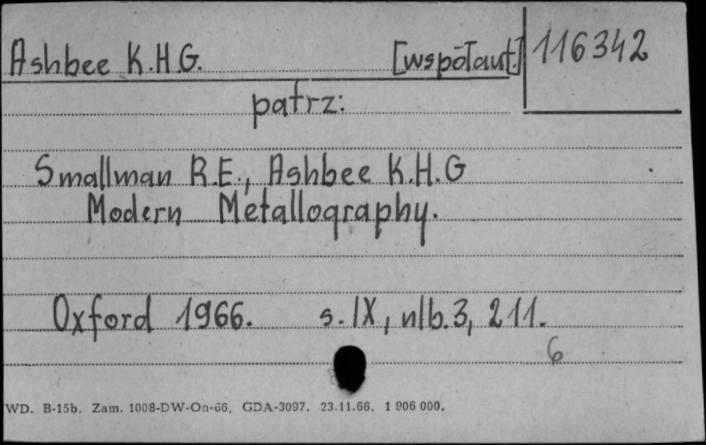 Ashbee K.H.G. [współaut.] 116342
patrz:
Smallman R.E., Ashbee K.H.G
Modern Metallography.
Oxford 1966. s. IX, nlb. 3, 211.
6
WD. B-15b. Zam. 1008-DW-On-66. GDA-3097. 23.11.66. 1 906 000.